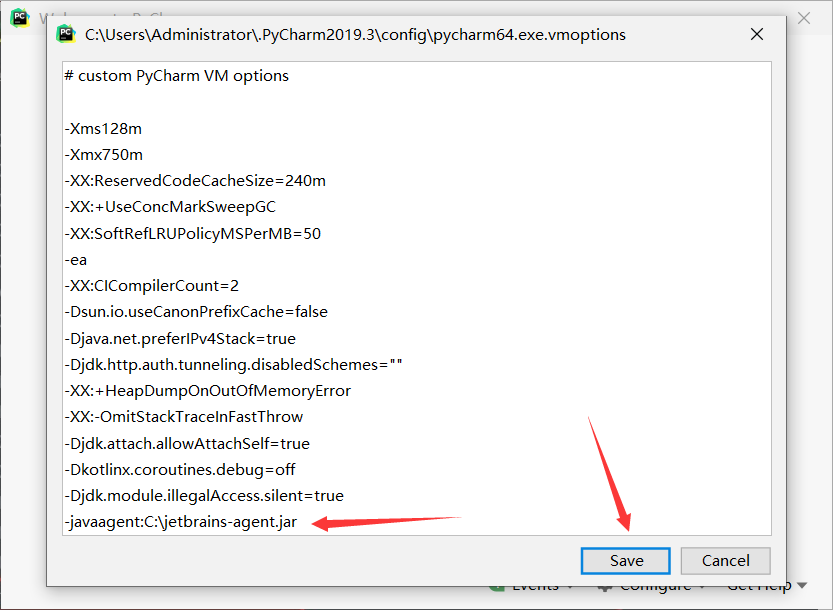 PC
PC C:\Users\Administrator\.PyCharm2019.3\config\pycharm64.exe.vmoptions
# custom PyCharm VM options
-Xms128m
-Xmx750m
-XX:ReservedCodeCacheSize=240m
-XX:+UseConcMarkSweepGC
-XX:SoftRefLRUPolicyMSPerMB=50
-ea
-XX:CICompilerCount=2
-Dsun.io.useCanonPrefixCache=false
-Djava.net.preferIPv4Stack=true
-Djdk.http.auth.tunneling.disabledSchemes=""
-XX:+HeapDumpOnOutOfMemoryError
-XX:-OmitStackTraceInFastThrow
-Djdk.attach.allowAttachSelf=true
-Dkotlinx.coroutines.debug=off
-Djdk.module.illegalAccess.silent=true
-javaagent:C:\jetbrains-agent.jar
Save Cancel
Events Configure Get Help